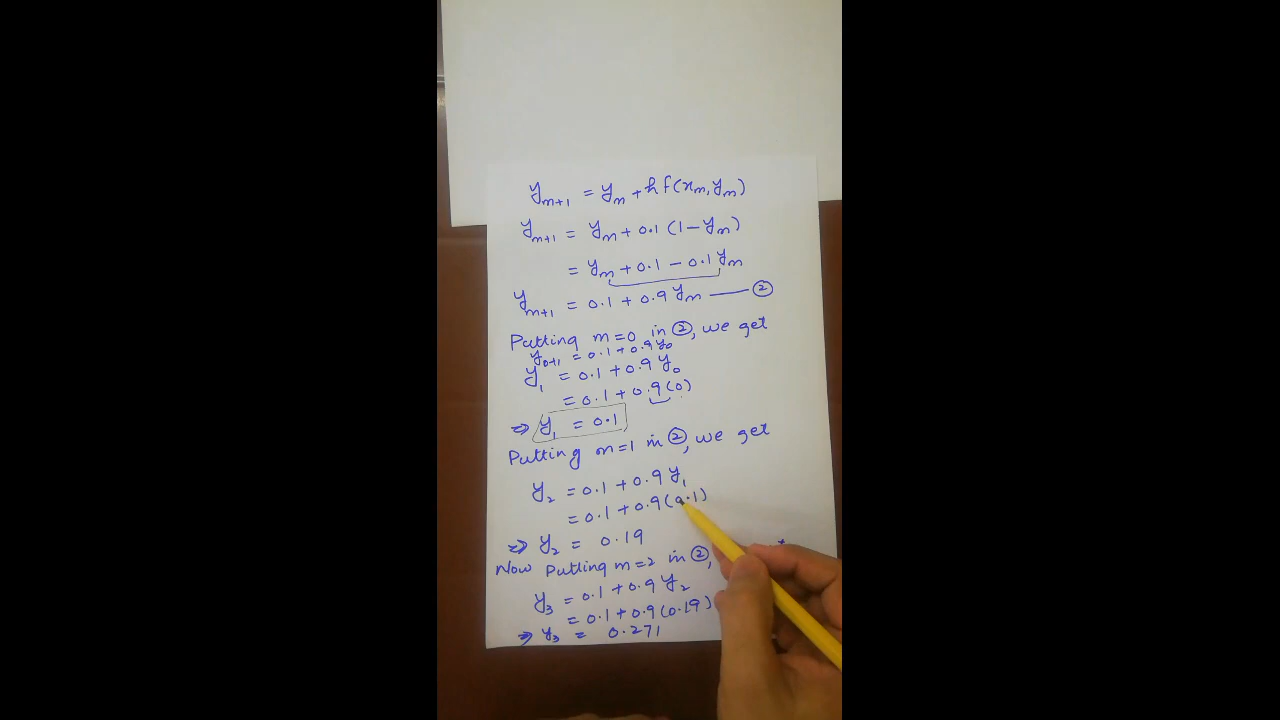 y_{m+1} = y_m + h f(x_m, y_m)
y_{m+1} = y_m + 0.1 (1 - y_m)
= y_m + 0.1 - 0.1 y_m
y_{m+1} = 0.1 + 0.9 y_m —— ②
Putting m=0 in ②, we get
y_{0+1} = 0.1 + 0.9 y_0
y_1 = 0.1 + 0.9 y_0
= 0.1 + 0.9 (0)
⇒ y_1 = 0.1
Putting m=1 in ②, we get
y_2 = 0.1 + 0.9 y_1
= 0.1 + 0.9 (0.1)
⇒ y_2 = 0.19
Now Putting m=2 in ②,
y_3 = 0.1 + 0.9 y_2
= 0.1 + 0.9 (0.19)
⇒ y_3 = 0.271